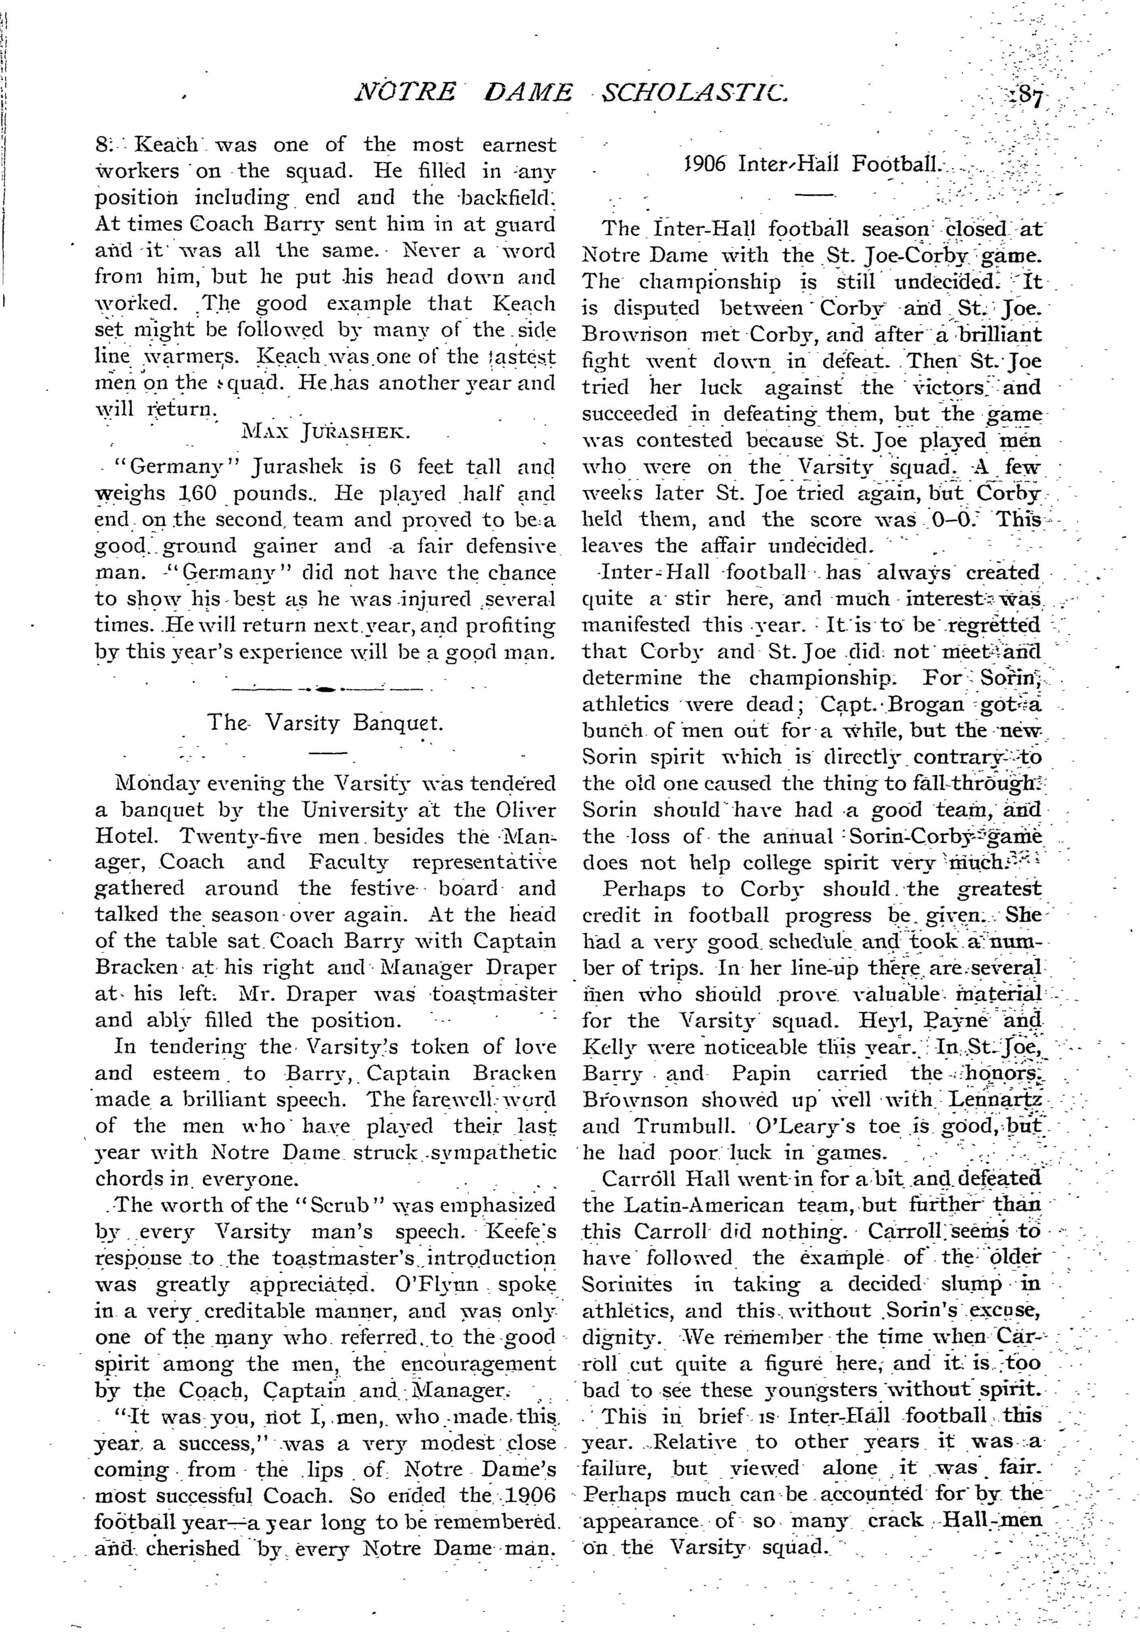 NOTRE DAME SCHOLASTIC.
187
8. Keach was one of the most earnest
workers on the squad. He filled in any
position including end and the backfield.
At times Coach Barry sent him in at guard
and it was all the same. Never a word
from him, but he put his head down and
worked. The good example that Keach
set might be followed by many of the side
line warmers. Keach was one of the fastest
men on the squad. He has another year and
will return.
MAX JURASHEK.
"Germany" Jurashek is 6 feet tall and
weighs 160 pounds. He played half and
end on the second team and proved to be a
good ground gainer and a fair defensive
man. "Germany" did not have the chance
to show his best as he was injured several
times. He will return next year, and profiting
by this year's experience will be a good man.
The Varsity Banquet.
Monday evening the Varsity was tendered
a banquet by the University at the Oliver
Hotel. Twenty-five men besides the Man-
ager, Coach and Faculty representative
gathered around the festive board and
talked the season over again. At the head
of the table sat Coach Barry with Captain
Bracken at his right and Manager Draper
at his left. Mr. Draper was toastmaster
and ably filled the position.
In tendering the Varsity's token of love
and esteem to Barry, Captain Bracken
made a brilliant speech. The farewell word
of the men who have played their last
year with Notre Dame struck sympathetic
chords in everyone.
The worth of the "Scrub" was emphasized
by every Varsity man's speech. Keefe's
response to the toastmaster's introduction
was greatly appreciated. O'Flynn spoke
in a very creditable manner, and was only
one of the many who referred to the good
spirit among the men, the encouragement
by the Coach, Captain and Manager.
"It was you, not I, men, who made this
year a success," was a very modest close
coming from the lips of Notre Dame's
most successful Coach. So ended the 1906
football year—a year long to be remembered
and cherished by every Notre Dame man.
1906 Inter-Hall Football.
The Inter-Hall football season closed at
Notre Dame with the St. Joe-Corby game.
The championship is still undecided. It
is disputed between Corby and St. Joe.
Brownson met Corby, and after a brilliant
fight went down in defeat. Then St. Joe
tried her luck against the victors and
succeeded in defeating them, but the game
was contested because St. Joe played men
who were on the Varsity squad. A few
weeks later St. Joe tried again, but Corby
held them, and the score was 0–0. This
leaves the affair undecided.
Inter-Hall football has always created
quite a stir here, and much interest was
manifested this year. It is to be regretted
that Corby and St. Joe did not meet and
determine the championship. For Sorin,
athletics were dead; Capt. Brogan got a
bunch of men out for a while, but the new
Sorin spirit which is directly contrary to
the old one caused the thing to fall through.
Sorin should have had a good team, and
the loss of the annual Sorin-Corby game
does not help college spirit very much.
Perhaps to Corby should the greatest
credit in football progress be given. She
had a very good schedule and took a num-
ber of trips. In her line-up there are several
men who should prove valuable material
for the Varsity squad. Heyl, Payne and
Kelly were noticeable this year. In St. Joe,
Barry and Papin carried the honors.
Brownson showed up well with Lennartz
and Trumbull. O'Leary's toe is good, but
he had poor luck in games.
Carroll Hall went in for a bit and defeated
the Latin-American team, but further than
this Carroll did nothing. Carroll seems to
have followed the example of the older
Sorinites in taking a decided slump in
athletics, and this without Sorin's excuse,
dignity. We remember the time when Car-
roll cut quite a figure here, and it is too
bad to see these youngsters without spirit.
This in brief is Inter-Hall football this
year. Relative to other years it was a
failure, but viewed alone it was fair.
Perhaps much can be accounted for by the
appearance of so many crack Hall men
on the Varsity squad.